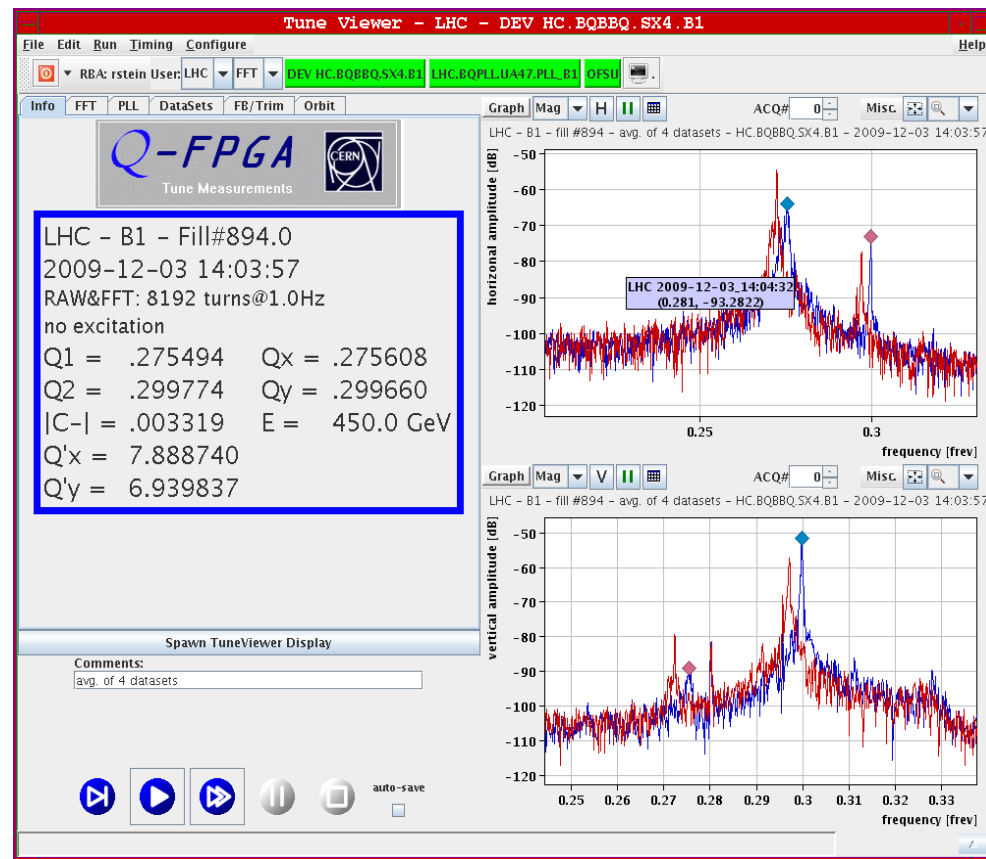 Tune Viewer - LHC - DEV HC.BQBBQ.SX4.B1
File Edit Run Timing Configure Help
RBA: rstein User: LHC FFT DEV HC.BQBBQ.SX4.B1 LHC.BQPLL.UA47.PLL_B1 OFSU
Info FFT PLL DataSets FB/Trim Orbit
Q-FPGA
CERN
Tune Measurements
LHC - B1 - Fill#894.0
2009-12-03 14:03:57
RAW&FFT: 8192 turns@1.0Hz
no excitation
Q1 = .275494 Qx = .275608
Q2 = .299774 Qy = .299660
|C-| = .003319 E = 450.0 GeV
Q'x = 7.888740
Q'y = 6.939837
Spawn TuneViewer Display
Comments:
avg. of 4 datasets
auto-save
Graph Mag H ACQ# 0 Misc.
LHC - B1 - fill #894 - avg. of 4 datasets - HC.BQBBQ.SX4.B1 - 2009-12-03 14:03:57
horizonal amplitude [dB]
-50
-60
-70
-80
-90
-100
-110
-120
LHC 2009-12-03_14:04:32
(0.281, -93.2822)
0.25 0.3
frequency [frev]
Graph Mag V ACQ# 0 Misc.
LHC - B1 - fill #894 - avg. of 4 datasets - HC.BQBBQ.SX4.B1 - 2009-12-03 14:03:57
vertical amplitude [dB]
-50
-60
-70
-80
-90
-100
-110
-120
0.25 0.26 0.27 0.28 0.29 0.3 0.31 0.32 0.33
frequency [frev]